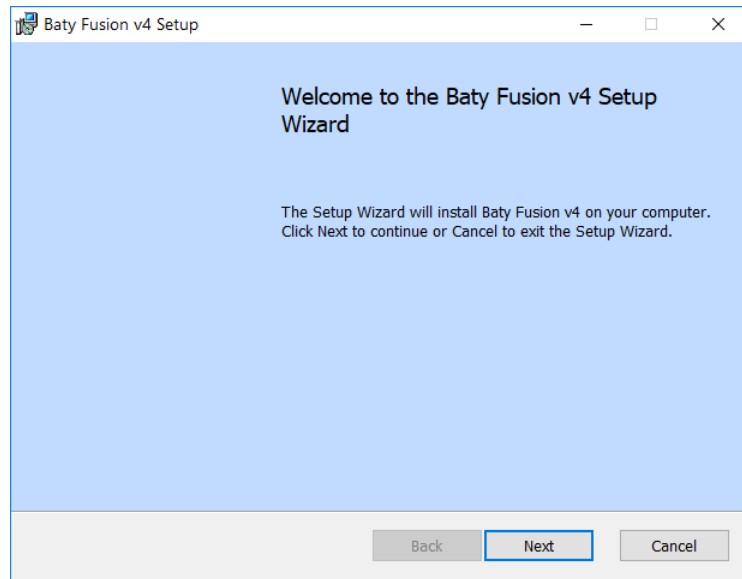 Baty Fusion v4 Setup
Welcome to the Baty Fusion v4 Setup
Wizard
The Setup Wizard will install Baty Fusion v4 on your computer.
Click Next to continue or Cancel to exit the Setup Wizard.
Back Next Cancel